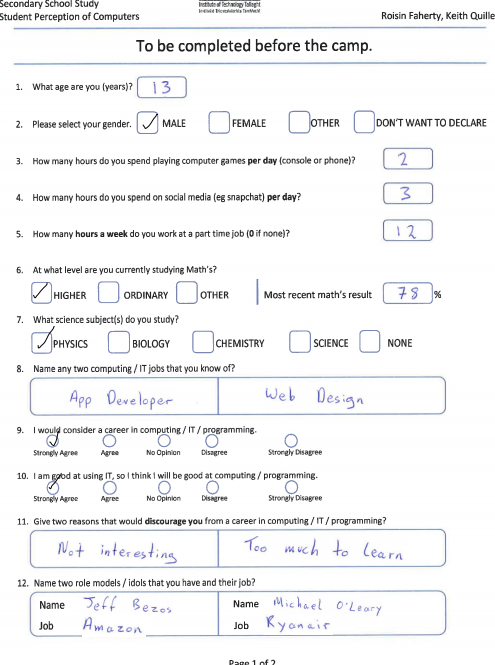 Secondary School Study
Student Perception of Computers
Institute of Technology Tallaght
Roisin Faherty, Keith Quille
To be completed before the camp.
1. What age are you (years)? 13
2. Please select your gender. ✓ MALE FEMALE OTHER DON'T WANT TO DECLARE
3. How many hours do you spend playing computer games per day (console or phone)? 2
4. How many hours do you spend on social media (eg snapchat) per day? 3
5. How many hours a week do you work at a part time job (0 if none)? 12
6. At what level are you currently studying Math's?
✓ HIGHER ORDINARY OTHER Most recent math's result 78 %
7. What science subject(s) do you study?
✓ PHYSICS BIOLOGY CHEMISTRY SCIENCE NONE
8. Name any two computing / IT jobs that you know of?
App Developer Web Design
9. I would consider a career in computing / IT / programming.
Strongly Agree Agree No Opinion Disagree Strongly Disagree
10. I am good at using IT, so I think I will be good at computing / programming.
Strongly Agree Agree No Opinion Disagree Strongly Disagree
11. Give two reasons that would discourage you from a career in computing / IT / programming?
Not interesting Too much to learn
12. Name two role models / idols that you have and their job?
Name Jeff Bezos Name Michael O'Leary
Job Amazon Job Ryanair
Page 1 of 2